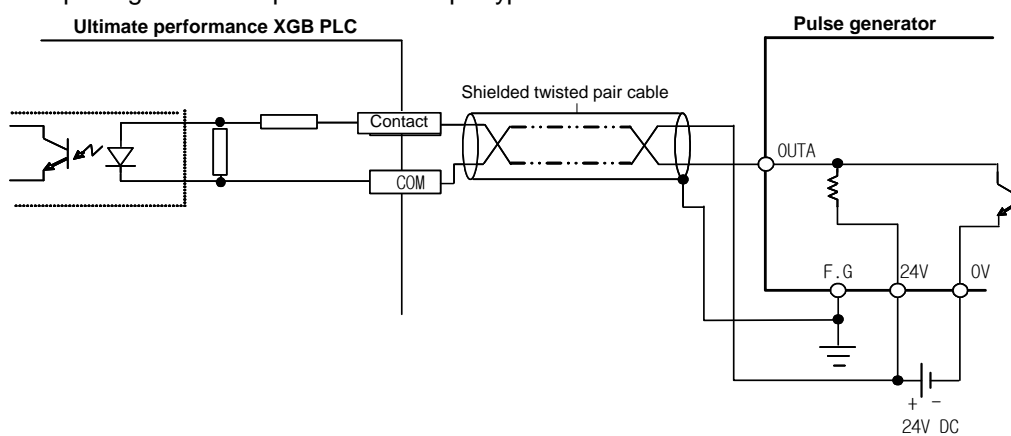 Ultimate performance XGB PLC
Pulse generator
Shielded twisted pair cable
Contact
COM
OUTA
F.G
24V
0V
+ -
24V DC